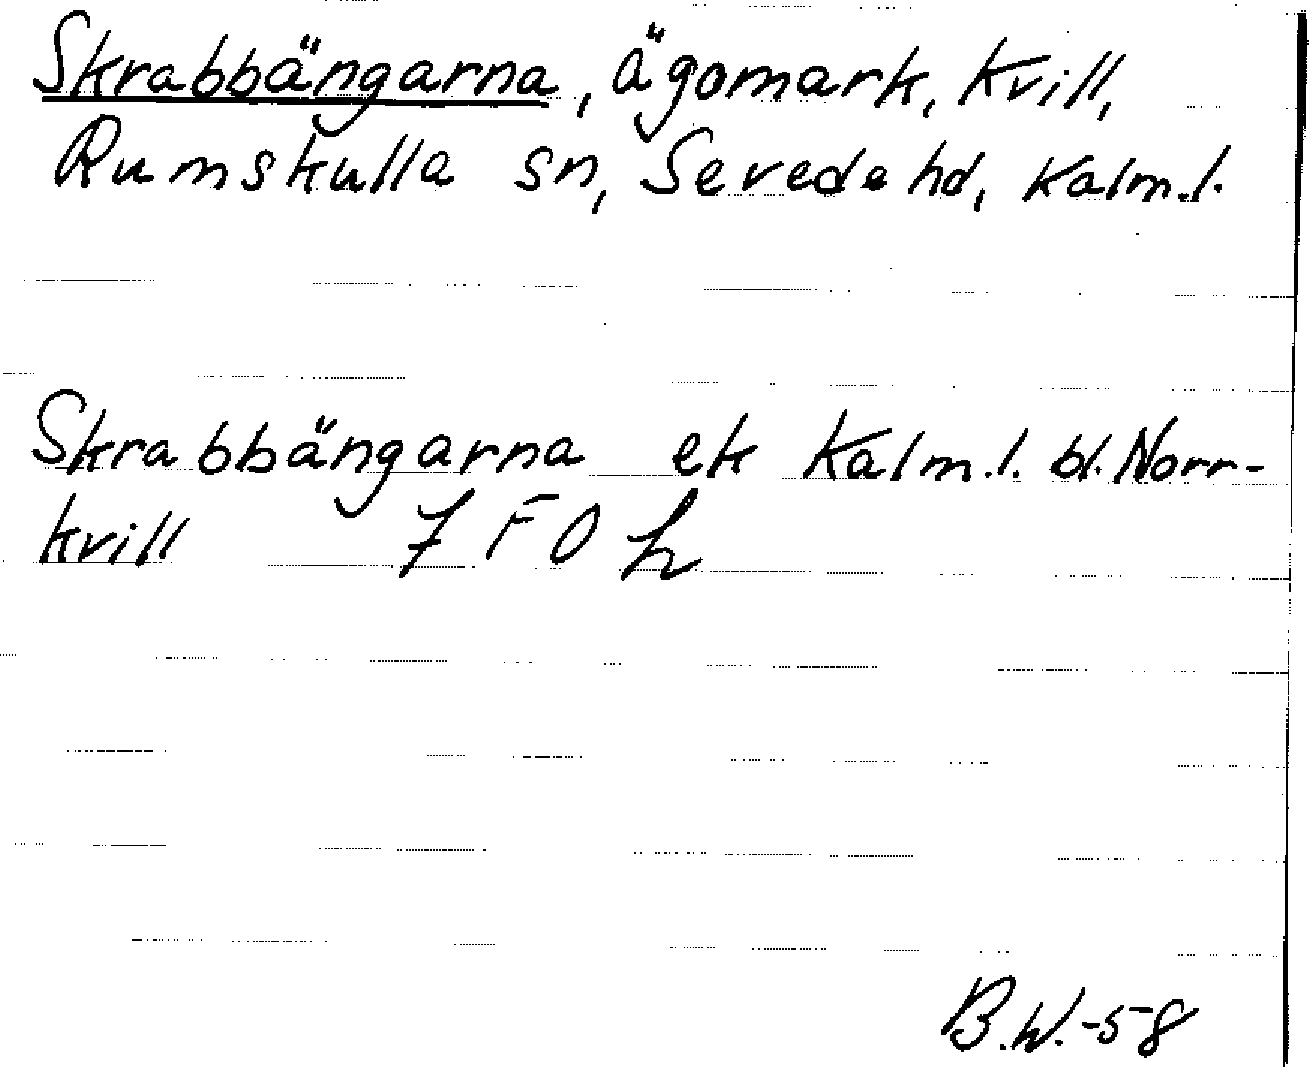 Skrabbängarna, ägomark, Kvill,
Rumskulla sn, Sevede hd, Kalm.l.
Skrabbängarna ek Kalm.l. bl. Norr-
kvill 7 F 0 h
B.W.-58